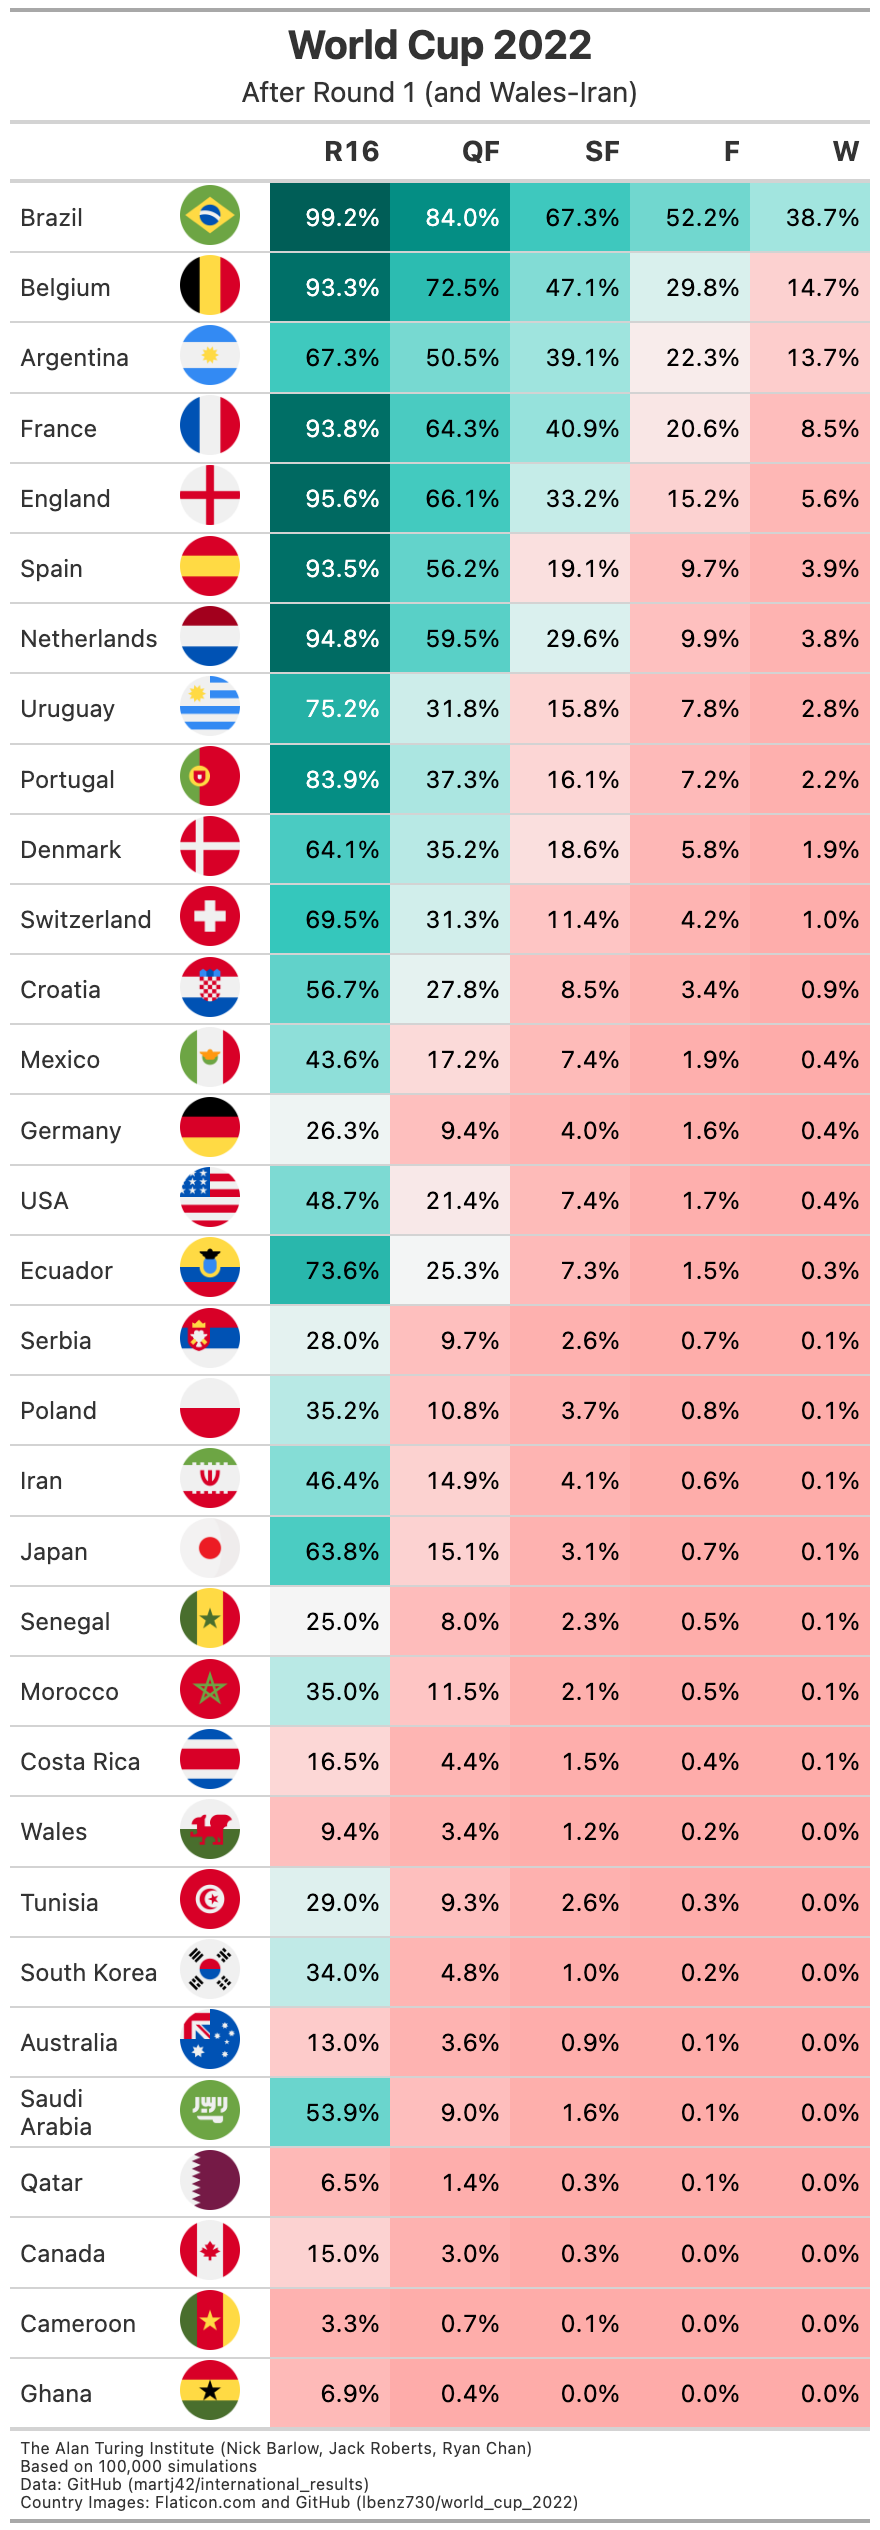 World Cup 2022
After Round 1 (and Wales-Iran)
R16 QF SF F W
Brazil 99.2% 84.0% 67.3% 52.2% 38.7%
Belgium 93.3% 72.5% 47.1% 29.8% 14.7%
Argentina 67.3% 50.5% 39.1% 22.3% 13.7%
France 93.8% 64.3% 40.9% 20.6% 8.5%
England 95.6% 66.1% 33.2% 15.2% 5.6%
Spain 93.5% 56.2% 19.1% 9.7% 3.9%
Netherlands 94.8% 59.5% 29.6% 9.9% 3.8%
Uruguay 75.2% 31.8% 15.8% 7.8% 2.8%
Portugal 83.9% 37.3% 16.1% 7.2% 2.2%
Denmark 64.1% 35.2% 18.6% 5.8% 1.9%
Switzerland 69.5% 31.3% 11.4% 4.2% 1.0%
Croatia 56.7% 27.8% 8.5% 3.4% 0.9%
Mexico 43.6% 17.2% 7.4% 1.9% 0.4%
Germany 26.3% 9.4% 4.0% 1.6% 0.4%
USA 48.7% 21.4% 7.4% 1.7% 0.4%
Ecuador 73.6% 25.3% 7.3% 1.5% 0.3%
Serbia 28.0% 9.7% 2.6% 0.7% 0.1%
Poland 35.2% 10.8% 3.7% 0.8% 0.1%
Iran 46.4% 14.9% 4.1% 0.6% 0.1%
Japan 63.8% 15.1% 3.1% 0.7% 0.1%
Senegal 25.0% 8.0% 2.3% 0.5% 0.1%
Morocco 35.0% 11.5% 2.1% 0.5% 0.1%
Costa Rica 16.5% 4.4% 1.5% 0.4% 0.1%
Wales 9.4% 3.4% 1.2% 0.2% 0.0%
Tunisia 29.0% 9.3% 2.6% 0.3% 0.0%
South Korea 34.0% 4.8% 1.0% 0.2% 0.0%
Australia 13.0% 3.6% 0.9% 0.1% 0.0%
Saudi
Arabia 53.9% 9.0% 1.6% 0.1% 0.0%
Qatar 6.5% 1.4% 0.3% 0.1% 0.0%
Canada 15.0% 3.0% 0.3% 0.0% 0.0%
Cameroon 3.3% 0.7% 0.1% 0.0% 0.0%
Ghana 6.9% 0.4% 0.0% 0.0% 0.0%
The Alan Turing Institute (Nick Barlow, Jack Roberts, Ryan Chan)
Based on 100,000 simulations
Data: GitHub (martj42/international_results)
Country Images: Flaticon.com and GitHub (lbenz730/world_cup_2022)